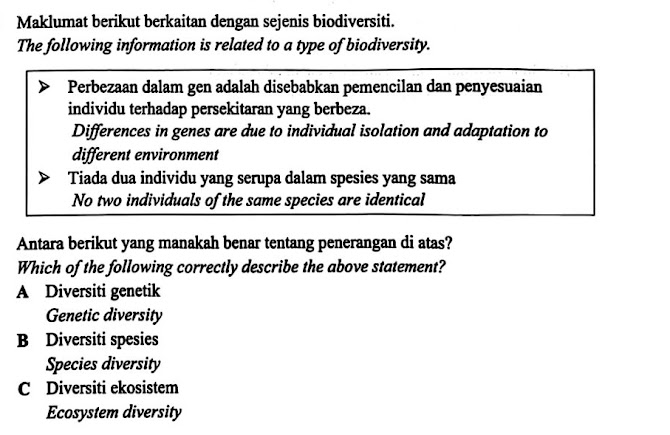 Maklumat berikut berkaitan dengan sejenis biodiversiti.
The following information is related to a type of biodiversity.
➤ Perbezaan dalam gen adalah disebabkan pemencilan dan penyesuaian
individu terhadap persekitaran yang berbeza.
Differences in genes are due to individual isolation and adaptation to
different environment
➤ Tiada dua individu yang serupa dalam spesies yang sama
No two individuals of the same species are identical
Antara berikut yang manakah benar tentang penerangan di atas?
Which of the following correctly describe the above statement?
A Diversiti genetik
Genetic diversity
B Diversiti spesies
Species diversity
C Diversiti ekosistem
Ecosystem diversity